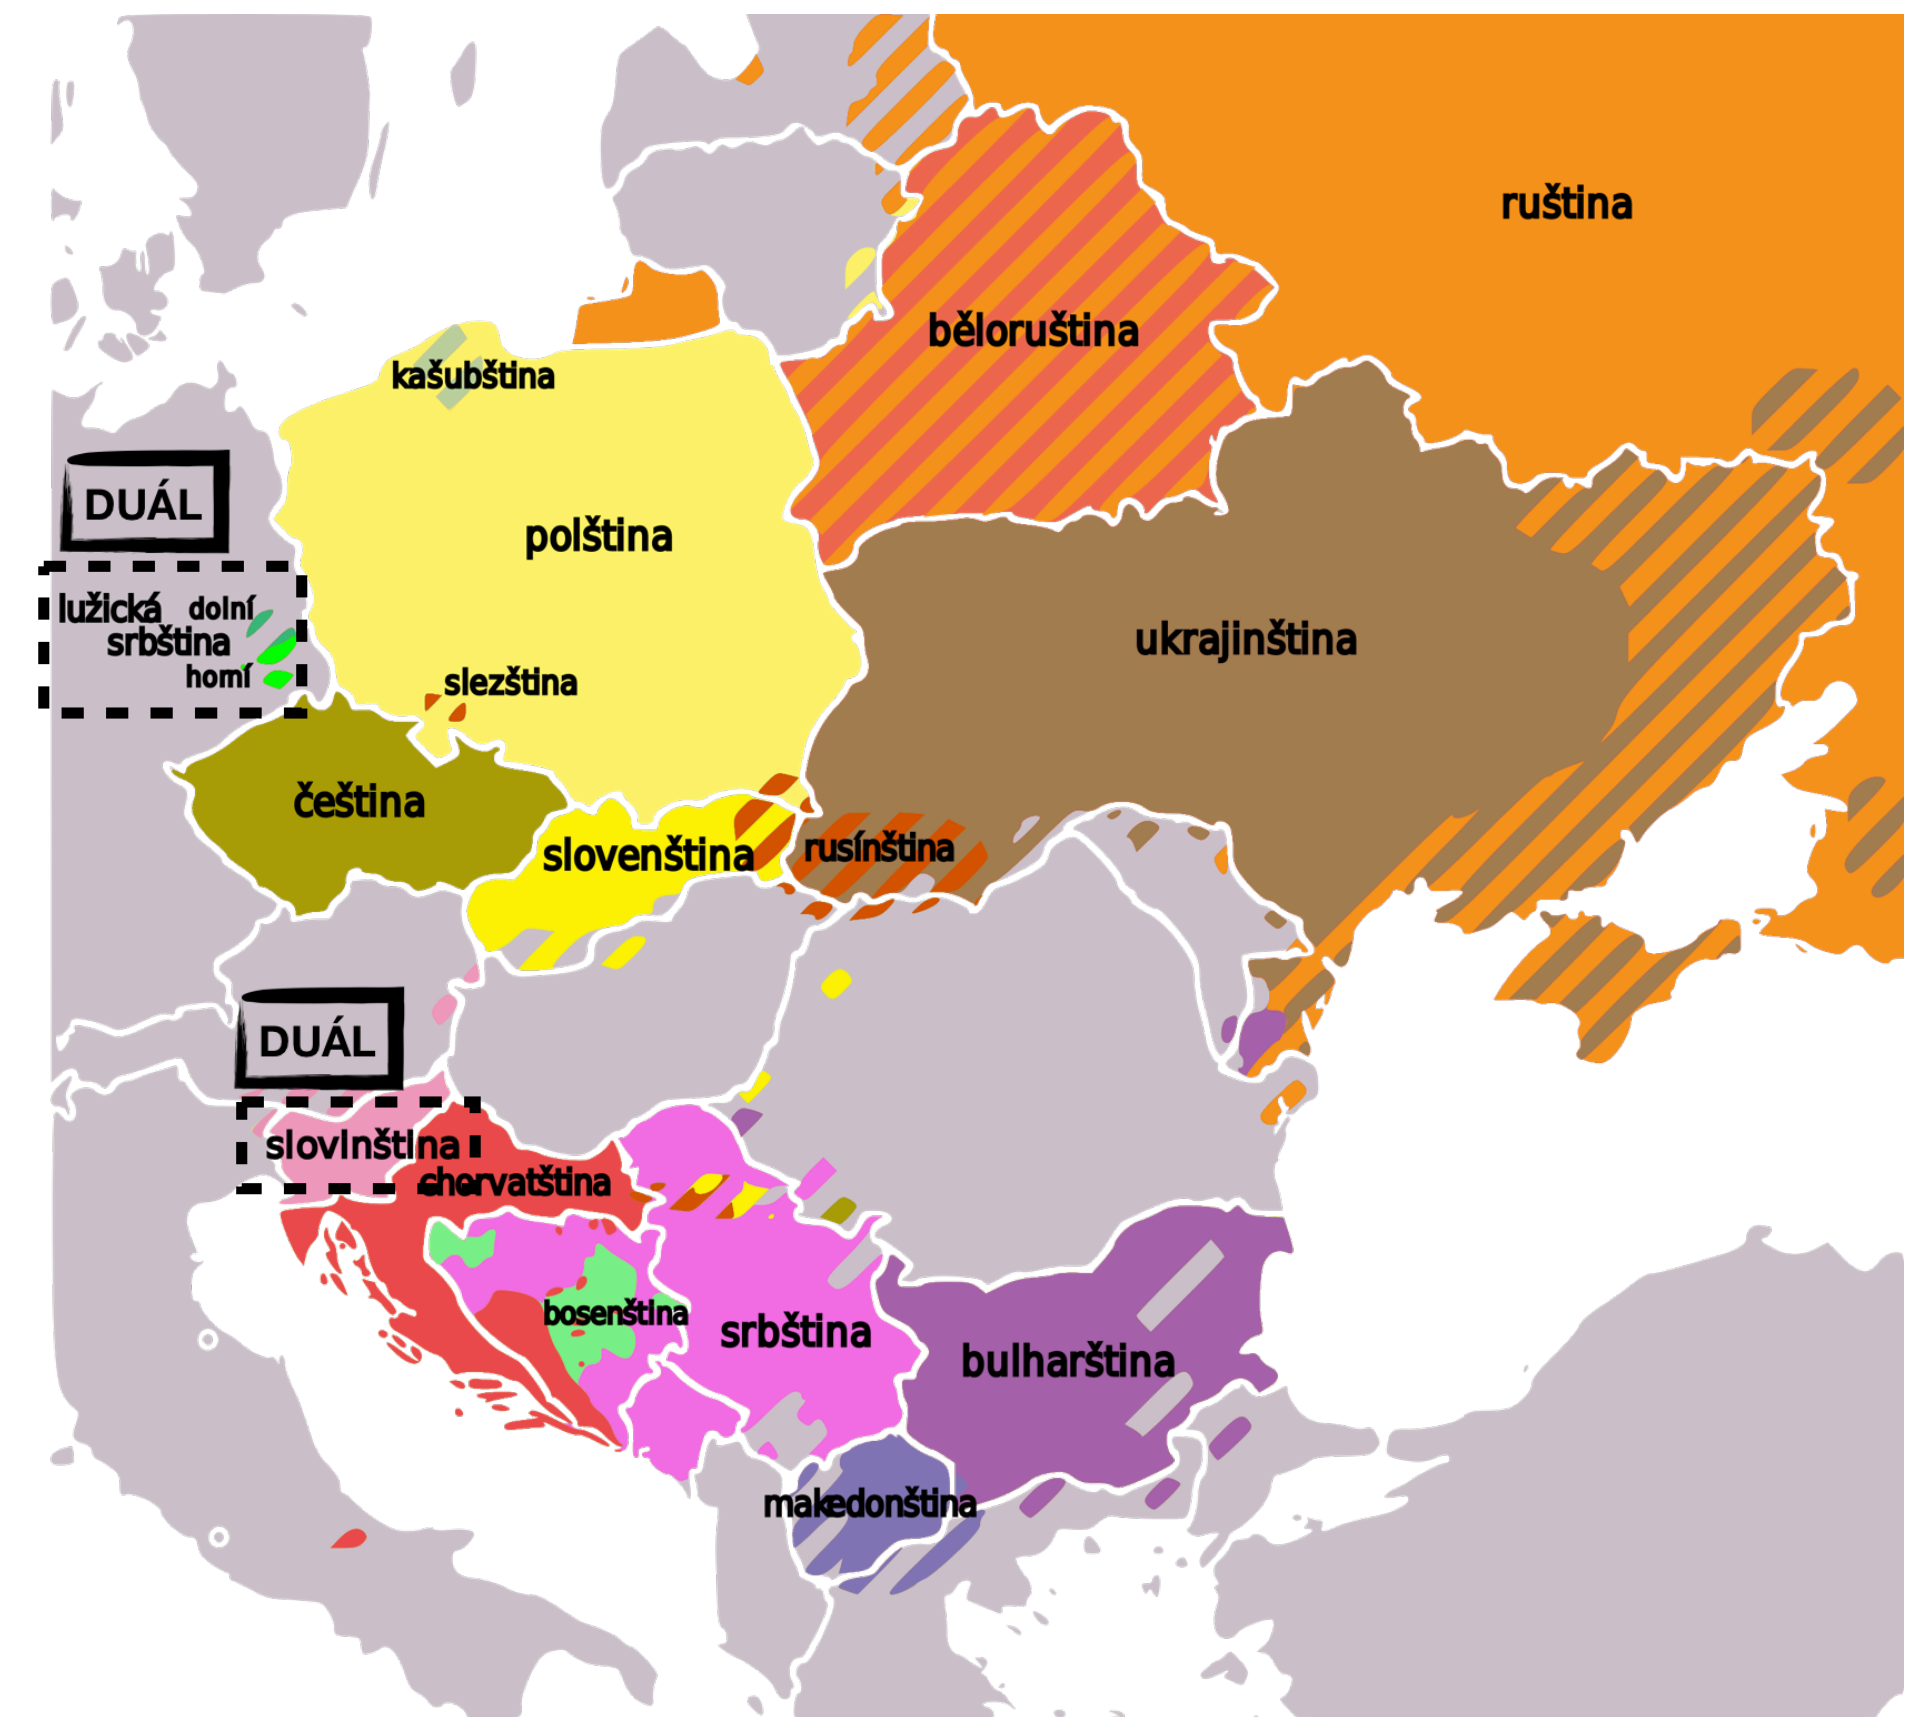 ruština
běloruština
kašubština
DUÁL
polština
lužická
dolní
srbština
horní
ukrajinština
slezština
čeština
slovenština
rusínština
DUÁL
slovinština
chorvatština
bosenština
srbština
bulharština
makedonština